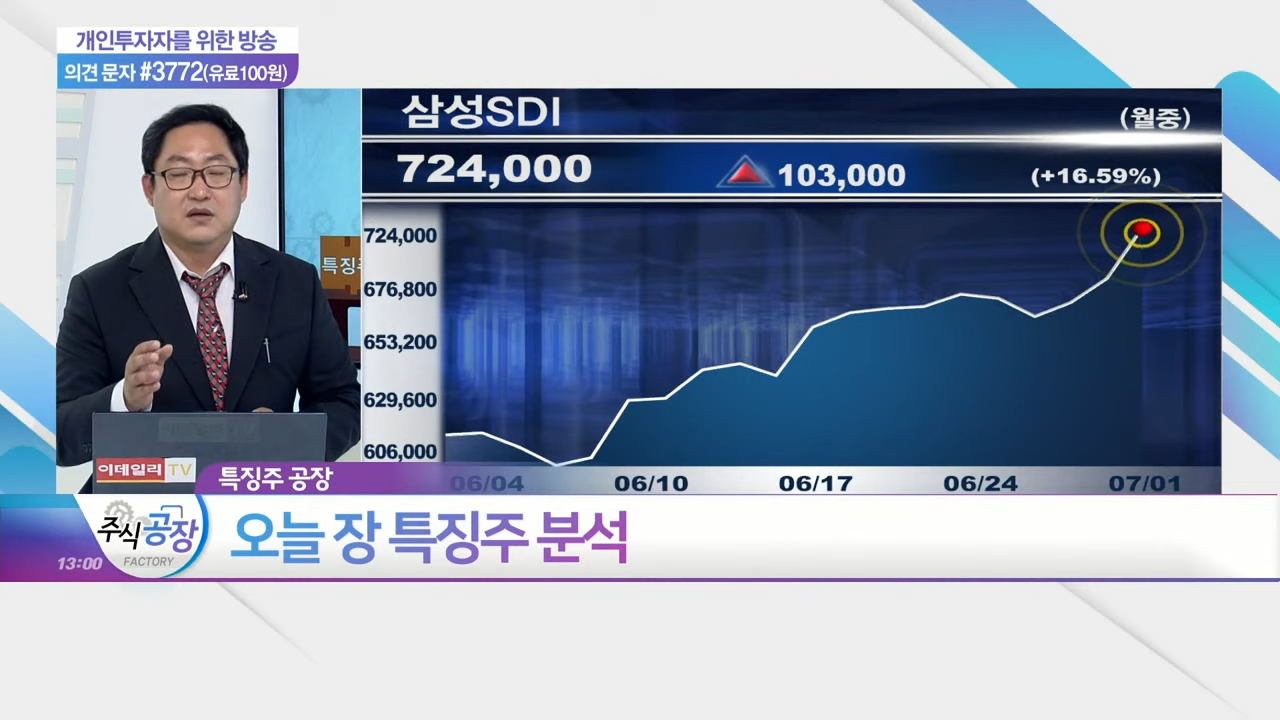 개인투자자를 위한 방송
의견 문자 #3772(유료100원)
삼성SDI
(월중)
724,000
103,000
(+16.59%)
특징주
724,000
676,800
653,200
629,600
606,000
06/04
06/10
06/17
06/24
07/01
이데일리 TV
특징주 공장
주식공장
FACTORY
13:00
오늘 장 특징주 분석